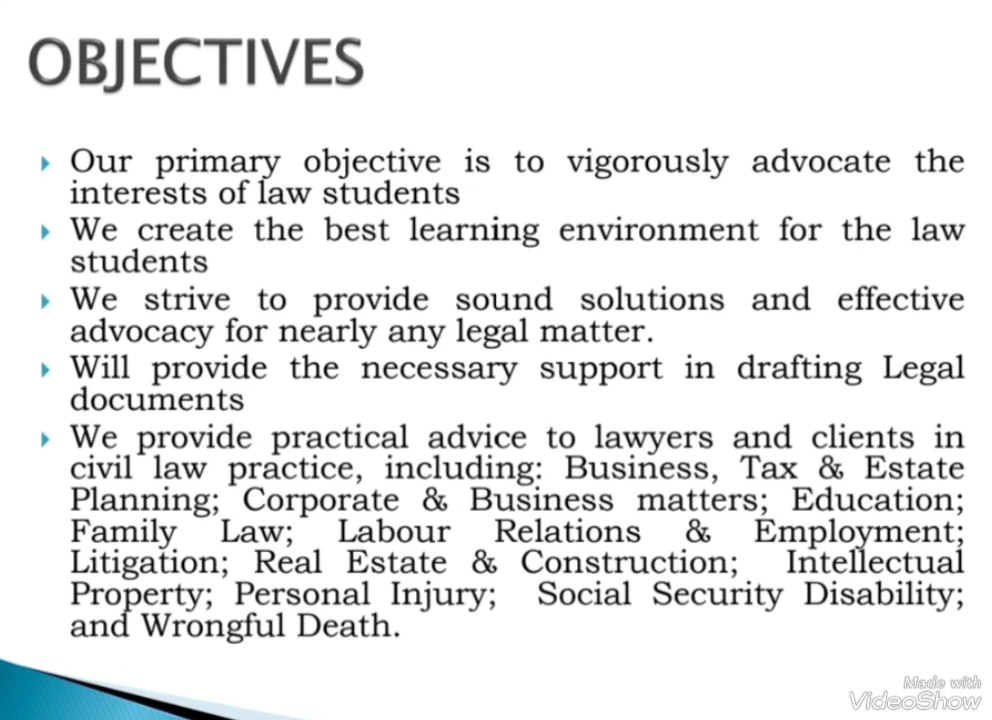 OBJECTIVES
Our primary objective is to vigorously advocate the
interests of law students
We create the best learning environment for the law
students
We strive to provide sound solutions and effective
advocacy for nearly any legal matter.
Will provide the necessary support in drafting Legal
documents
We provide practical advice to lawyers and clients in
civil law practice, including: Business, Tax & Estate
Planning; Corporate & Business matters; Education;
Family Law; Labour Relations & Employment;
Litigation; Real Estate & Construction; Intellectual
Property; Personal Injury; Social Security Disability;
and Wrongful Death.
Made with
VideoShow